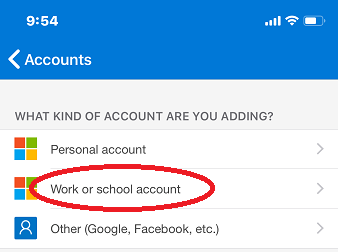 9:54
Accounts
WHAT KIND OF ACCOUNT ARE YOU ADDING?
Personal account
Work or school account
Other (Google, Facebook, etc.)